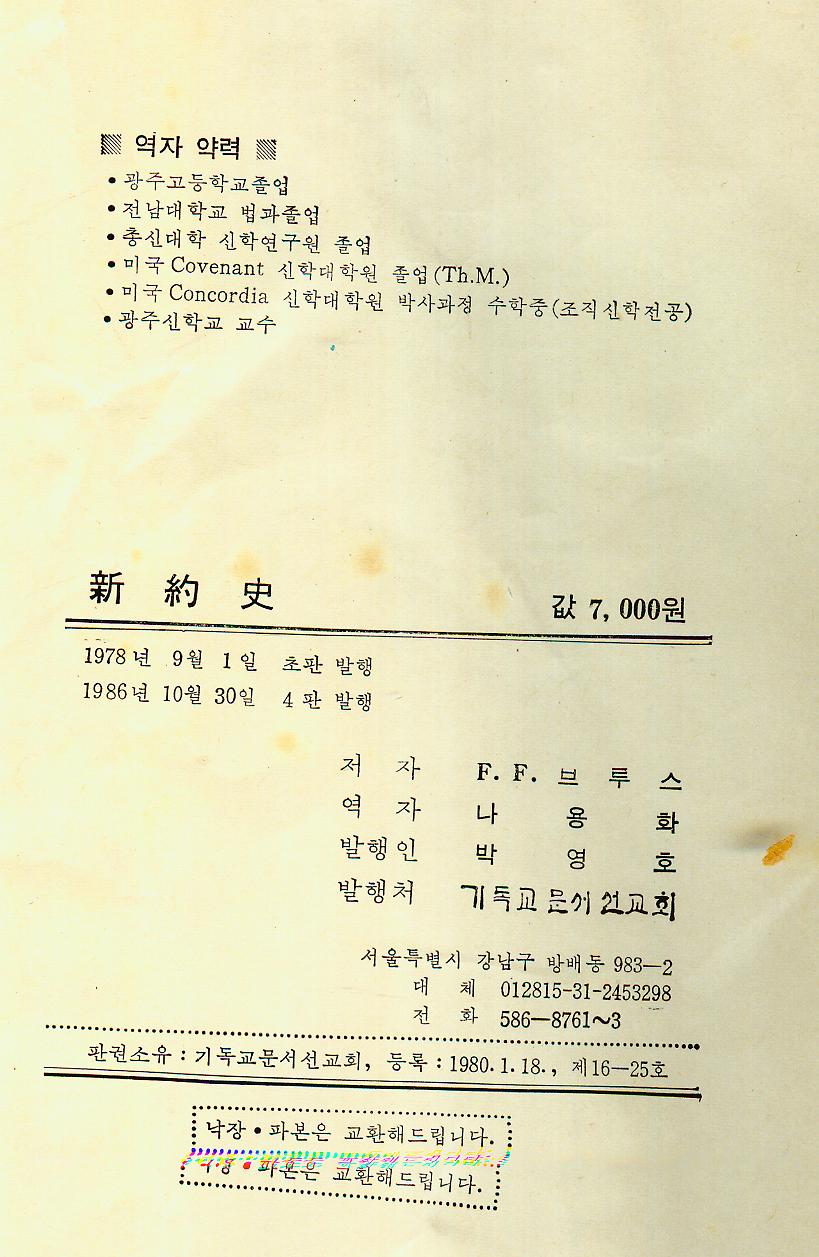 역자 약력
• 광주고등학교졸업
• 전남대학교 법과졸업
• 총신대학 신학연구원 졸업
• 미국 Covenant 신학대학원 졸업(Th.M.)
• 미국 Concordia 신학대학원 박사과정 수학중(조직신학전공)
• 광주신학교 교수
新約史 값 7,000원
1978년 9월 1일 초판 발행
1986년 10월 30일 4판 발행
저자 F. F. 브루스
역자 나용화
발행인 박영호
발행처 기독교문서선교회
서울특별시 강남구 방배동 983—2
대체 012815-31-2453298
전화 586—8761~3
판권소유 : 기독교문서선교회, 등록 : 1980. 1. 18., 제16—25호
낙장 • 파본은 교환해드립니다.
낙장 • 파본은 교환해드립니다.